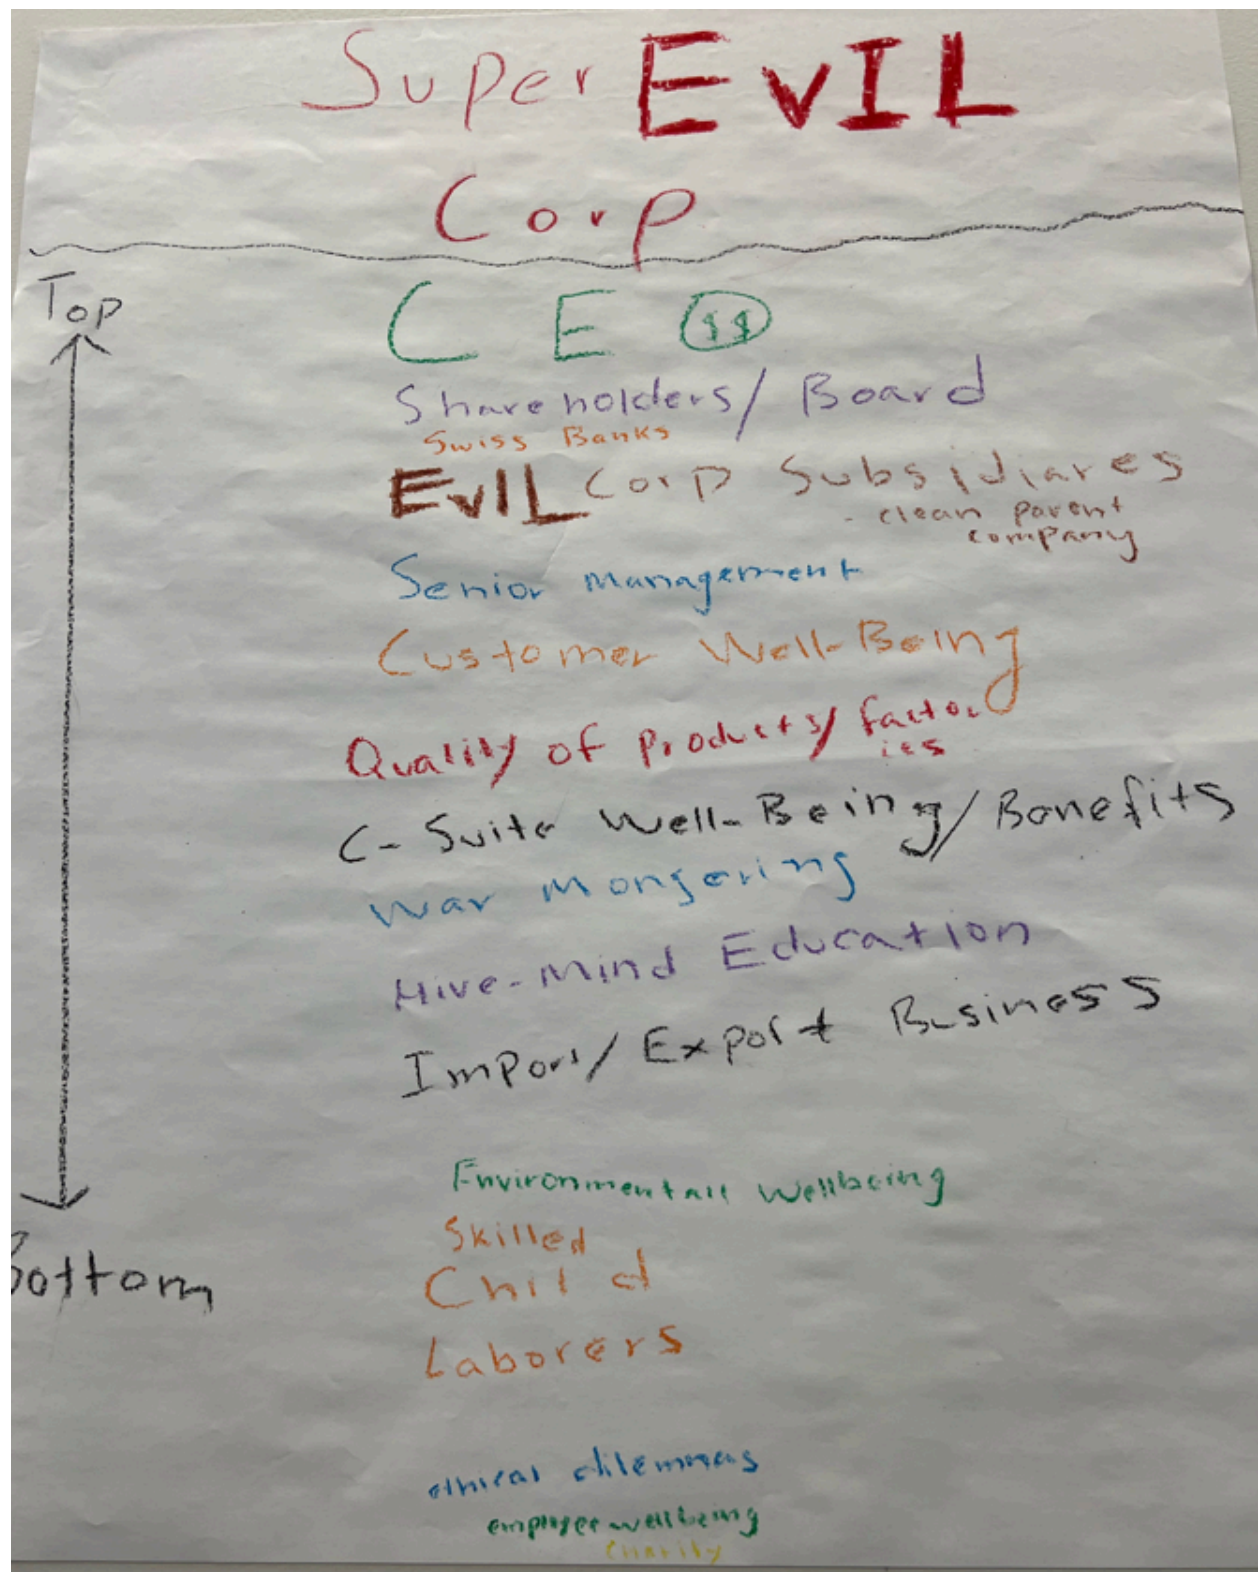 Super EvIL
Corp
Top
C E $$
Shareholders/ Board
Swiss Banks
EvIL Corp Subsidiares
- clean parent
company
Senior Management
Customer Well-Being
Quality of Products/ factor
ies
C-Suite Well-Being/Benefits
War Mongering
Hive-Mind Education
Import/Export Business
Environmentall Wellbeing
Skilled
Child
Bottom
Laborers
ethical dilemmas
employee wellbeing
Charity